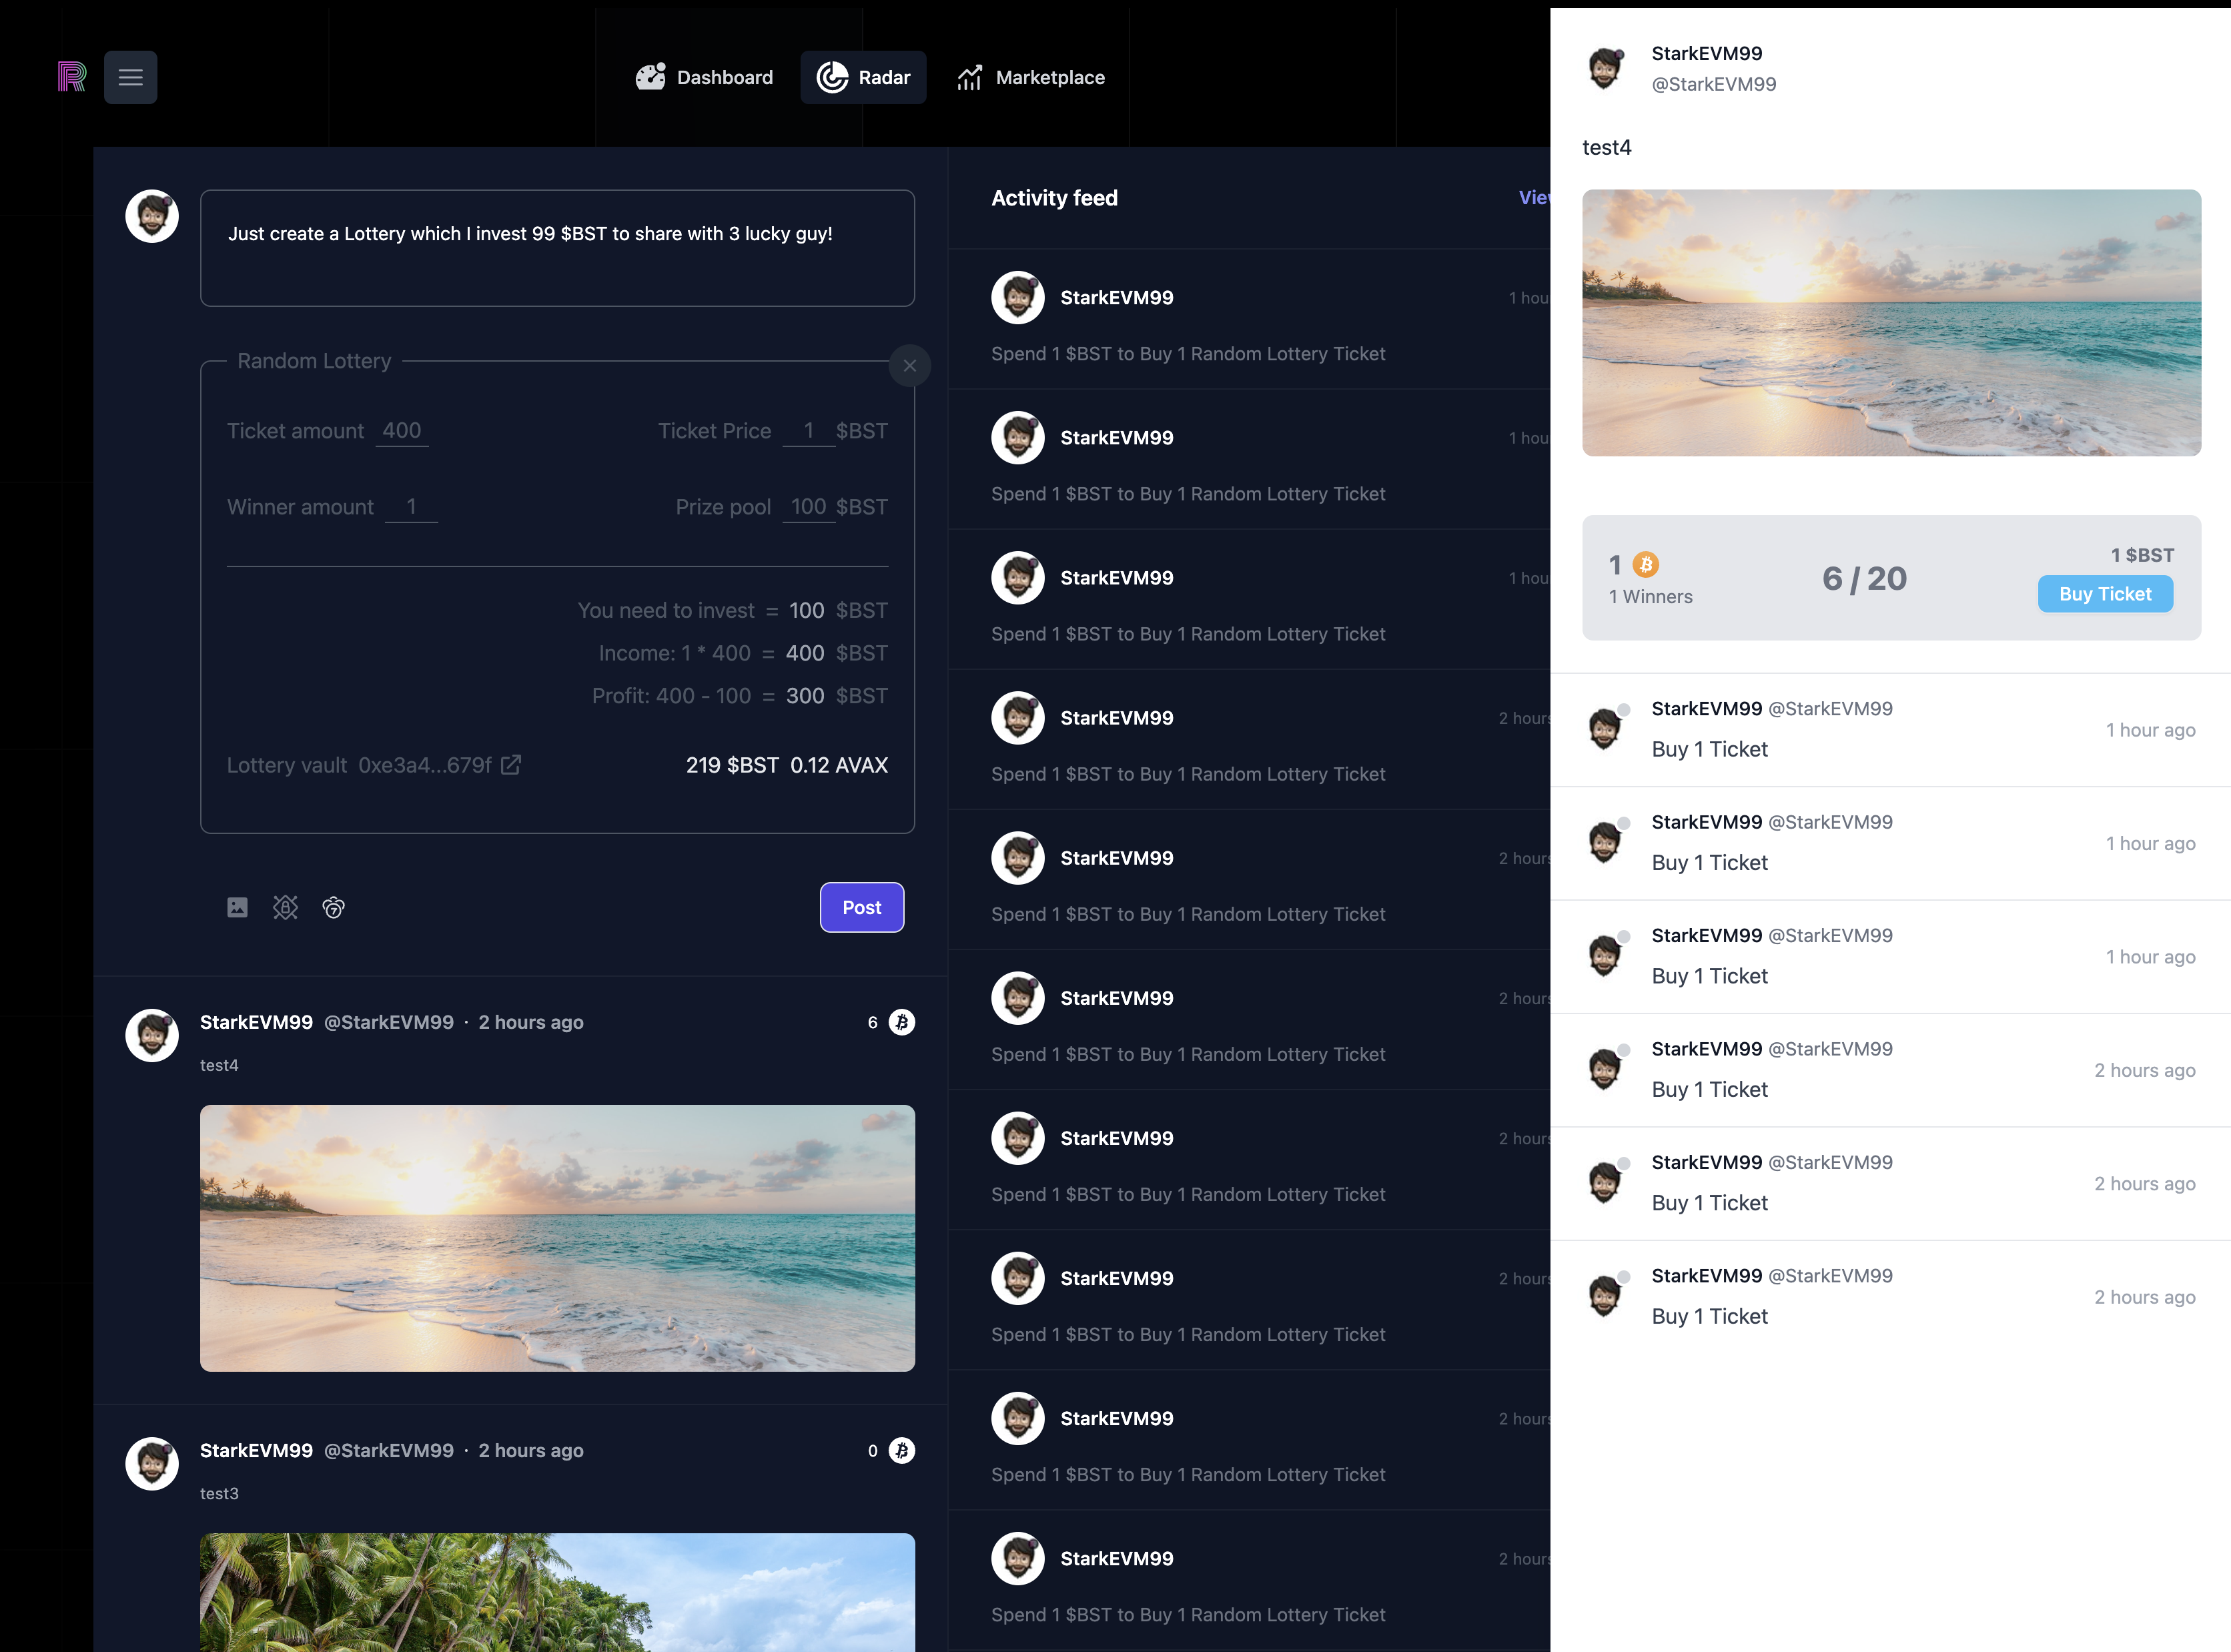 Dashboard
Radar
Marketplace
Just create a Lottery which I invest 99 $BST to share with 3 lucky guy!
Random Lottery
Ticket amount 400
Ticket Price 1 $BST
Winner amount 1
Prize pool 100 $BST
You need to invest = 100 $BST
Income: 1 * 400 = 400 $BST
Profit: 400 - 100 = 300 $BST
Lottery vault 0xe3a4...679f
219 $BST 0.12 AVAX
Post
StarkEVM99 @StarkEVM99 · 2 hours ago
6
test4
StarkEVM99 @StarkEVM99 · 2 hours ago
0
test3
Activity feed
View
StarkEVM99
1 hou
Spend 1 $BST to Buy 1 Random Lottery Ticket
StarkEVM99
1 hou
Spend 1 $BST to Buy 1 Random Lottery Ticket
StarkEVM99
1 hou
Spend 1 $BST to Buy 1 Random Lottery Ticket
StarkEVM99
2 hours
Spend 1 $BST to Buy 1 Random Lottery Ticket
StarkEVM99
2 hours
Spend 1 $BST to Buy 1 Random Lottery Ticket
StarkEVM99
2 hours
Spend 1 $BST to Buy 1 Random Lottery Ticket
StarkEVM99
2 hours
Spend 1 $BST to Buy 1 Random Lottery Ticket
StarkEVM99
2 hours
Spend 1 $BST to Buy 1 Random Lottery Ticket
StarkEVM99
2 hours
Spend 1 $BST to Buy 1 Random Lottery Ticket
StarkEVM99
2 hours
Spend 1 $BST to Buy 1 Random Lottery Ticket
StarkEVM99
@StarkEVM99
test4
1
1 Winners
6 / 20
1 $BST
Buy Ticket
StarkEVM99 @StarkEVM99
Buy 1 Ticket
1 hour ago
StarkEVM99 @StarkEVM99
Buy 1 Ticket
1 hour ago
StarkEVM99 @StarkEVM99
Buy 1 Ticket
1 hour ago
StarkEVM99 @StarkEVM99
Buy 1 Ticket
2 hours ago
StarkEVM99 @StarkEVM99
Buy 1 Ticket
2 hours ago
StarkEVM99 @StarkEVM99
Buy 1 Ticket
2 hours ago